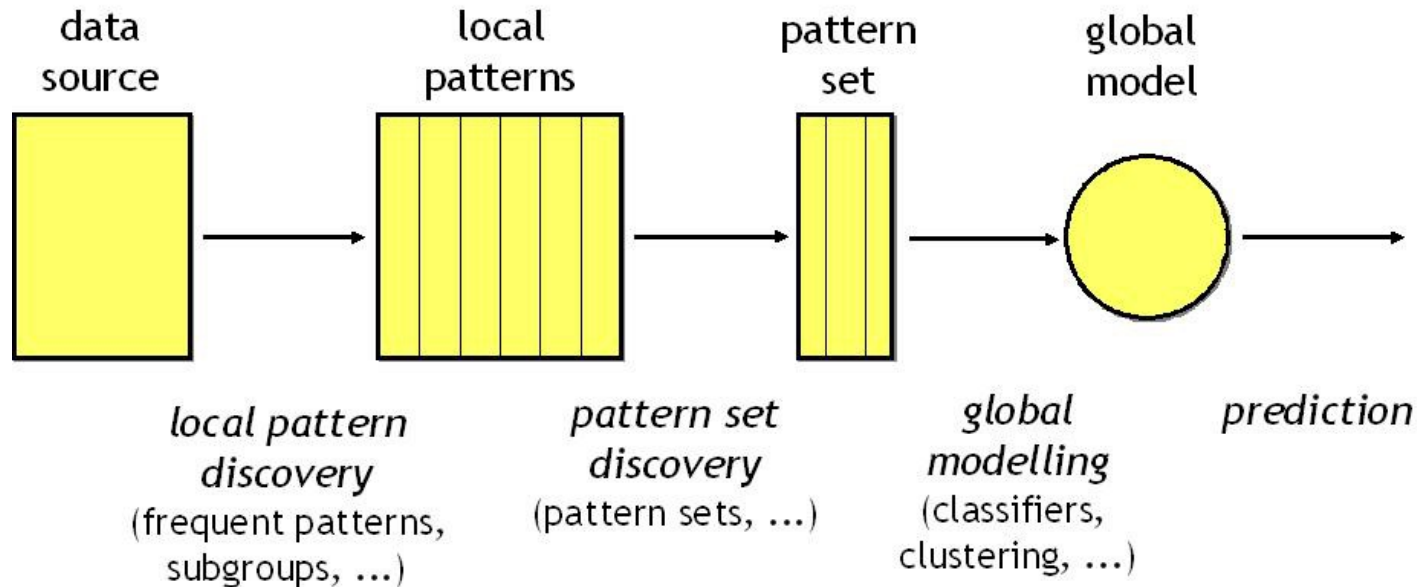 data
source
local
patterns
pattern
set
global
model
local pattern
discovery
(frequent patterns,
subgroups, ...)
pattern set
discovery
(pattern sets, ...)
global
modelling
(classifiers,
clustering, ...)
prediction